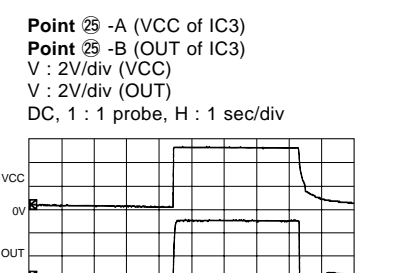 Point ㉕ -A (VCC of IC3)
Point ㉕ -B (OUT of IC3)
V : 2V/div (VCC)
V : 2V/div (OUT)
DC, 1 : 1 probe, H : 1 sec/div
VCC
0V
OUT